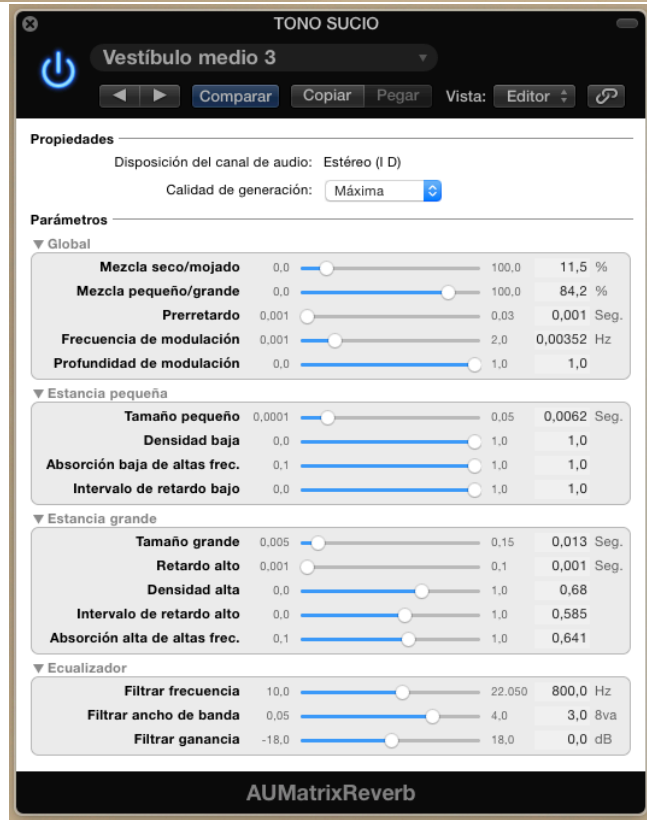 TONO SUCIO
Vestíbulo medio 3
Comparar Copiar Pegar Vista: Editor
Propiedades
Disposición del canal de audio: Estéreo (I D)
Calidad de generación: Máxima
Parámetros
Global
Mezcla seco/mojado 0,0 100,0 11,5 %
Mezcla pequeño/grande 0,0 100,0 84,2 %
Prerretardo 0,001 0,03 0,001 Seg.
Frecuencia de modulación 0,001 2,0 0,00352 Hz
Profundidad de modulación 0,0 1,0 1,0
Estancia pequeña
Tamaño pequeño 0,0001 0,05 0,0062 Seg.
Densidad baja 0,0 1,0 1,0
Absorción baja de altas frec. 0,1 1,0 1,0
Intervalo de retardo bajo 0,0 1,0 1,0
Estancia grande
Tamaño grande 0,005 0,15 0,013 Seg.
Retardo alto 0,001 0,1 0,001 Seg.
Densidad alta 0,0 1,0 0,68
Intervalo de retardo alto 0,0 1,0 0,585
Absorción alta de altas frec. 0,1 1,0 0,641
Ecualizador
Filtrar frecuencia 10,0 22.050 800,0 Hz
Filtrar ancho de banda 0,05 4,0 3,0 8va
Filtrar ganancia -18,0 18,0 0,0 dB
AUMatrixReverb